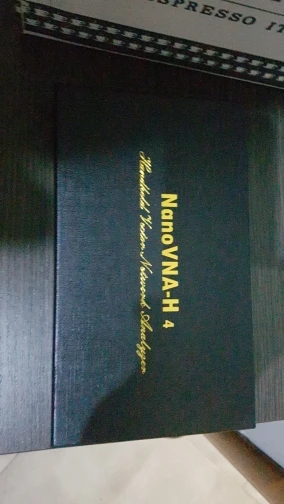 ESPRESSO IT
NanoVNA-H 4
Handheld Vector Network Analyzer